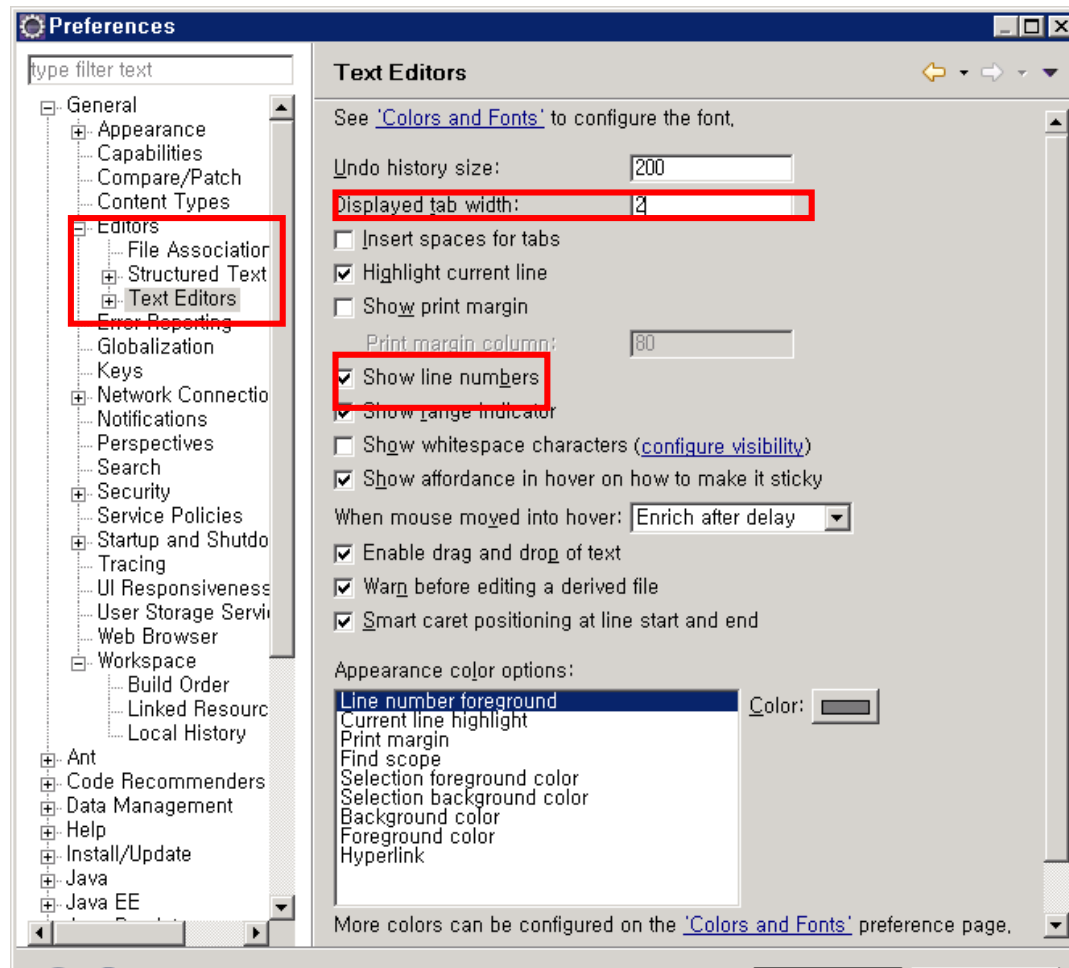 Preferences
type filter text
General
Appearance
Capabilities
Compare/Patch
Content Types
Editors
File Association
Structured Text
Text Editors
Error Reporting
Globalization
Keys
Network Connectio
Notifications
Perspectives
Search
Security
Service Policies
Startup and Shutdo
Tracing
UI Responsiveness
User Storage Servi
Web Browser
Workspace
Build Order
Linked Resourc
Local History
Ant
Code Recommenders
Data Management
Help
Install/Update
Java
Java EE
Text Editors
See 'Colors and Fonts' to configure the font.
Undo history size: 200
Displayed tab width: 2
Insert spaces for tabs
Highlight current line
Show print margin
Print margin column: 80
Show line numbers
Show range indicator
Show whitespace characters (configure visibility)
Show affordance in hover on how to make it sticky
When mouse moved into hover: Enrich after delay
Enable drag and drop of text
Warn before editing a derived file
Smart caret positioning at line start and end
Appearance color options:
Line number foreground
Current line highlight
Print margin
Find scope
Selection foreground color
Selection background color
Background color
Foreground color
Hyperlink
Color:
More colors can be configured on the 'Colors and Fonts' preference page.